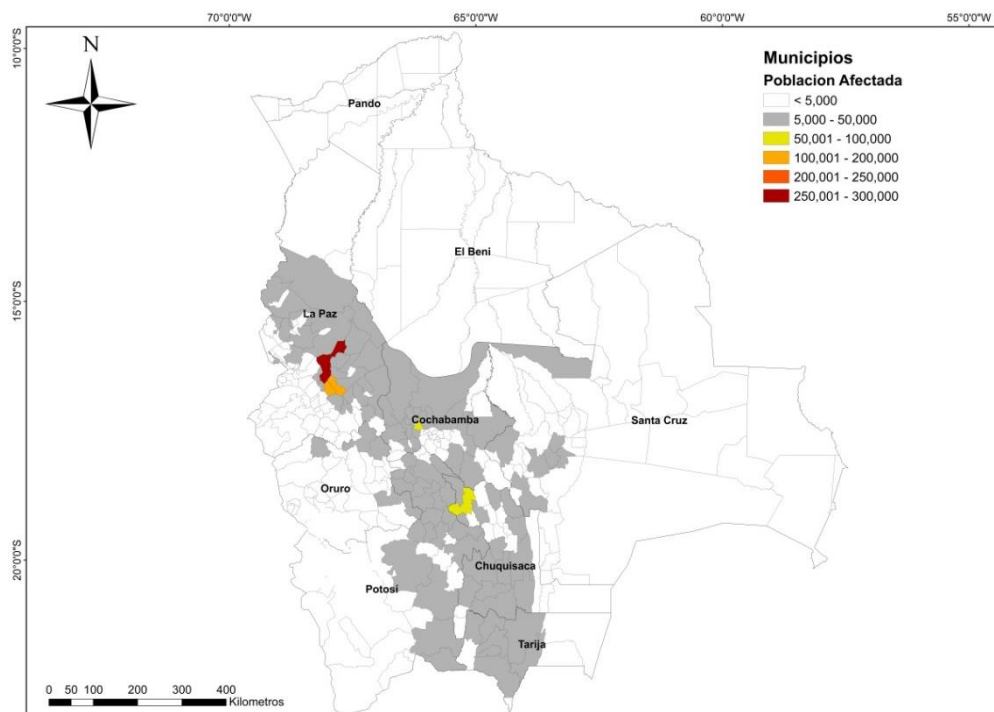 70°0'0"W
65°0'0"W
60°0'0"W
55°0'0"W
10°0'0"S
15°0'0"S
20°0'0"S
N
Municipios
Poblacion Afectada
< 5,000
5,000 - 50,000
50,001 - 100,000
100,001 - 200,000
200,001 - 250,000
250,001 - 300,000
Pando
El Beni
La Paz
Cochabamba
Santa Cruz
Oruro
Chuquisaca
Potosí
Tarija
0 50 100 200 300 400
Kilometros